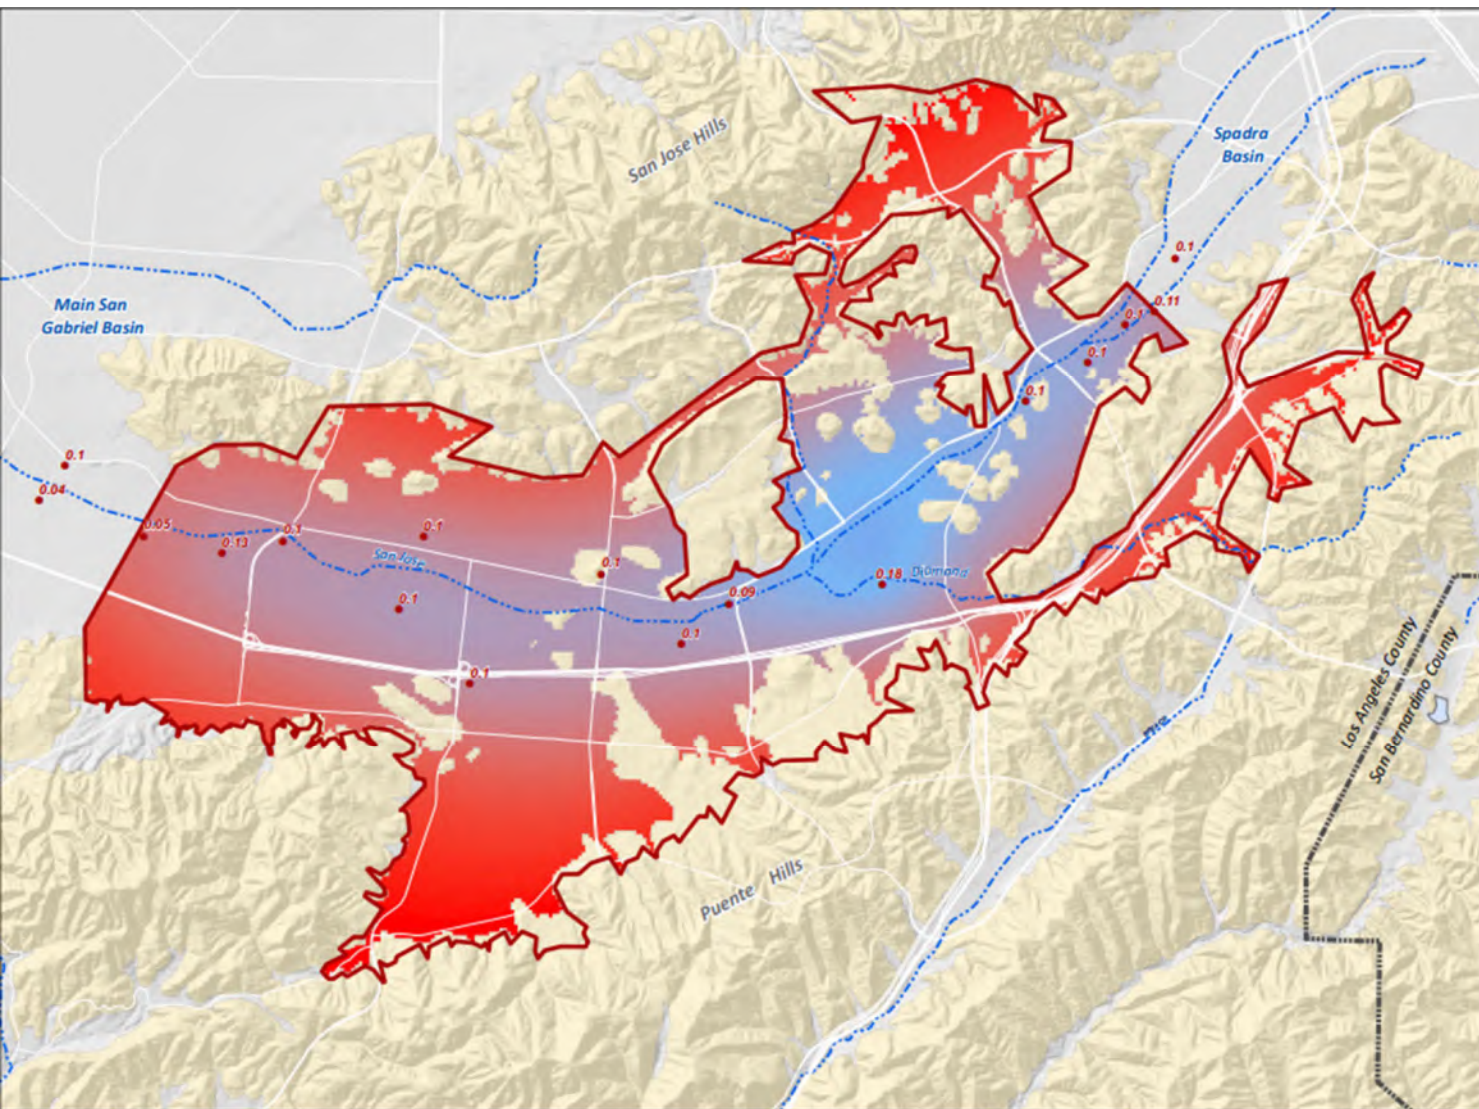 San Jose Hills
Spadra
Basin
0.1
0.11
0.1
Main San
Gabriel Basin
0.1
0.1
0.1
0.04
0.05
0.13
0.1
0.1
San Jose
0.1
0.18
Diamond
0.09
0.1
0.1
0.1
Puente Hills
Los Angeles County
San Bernardino County